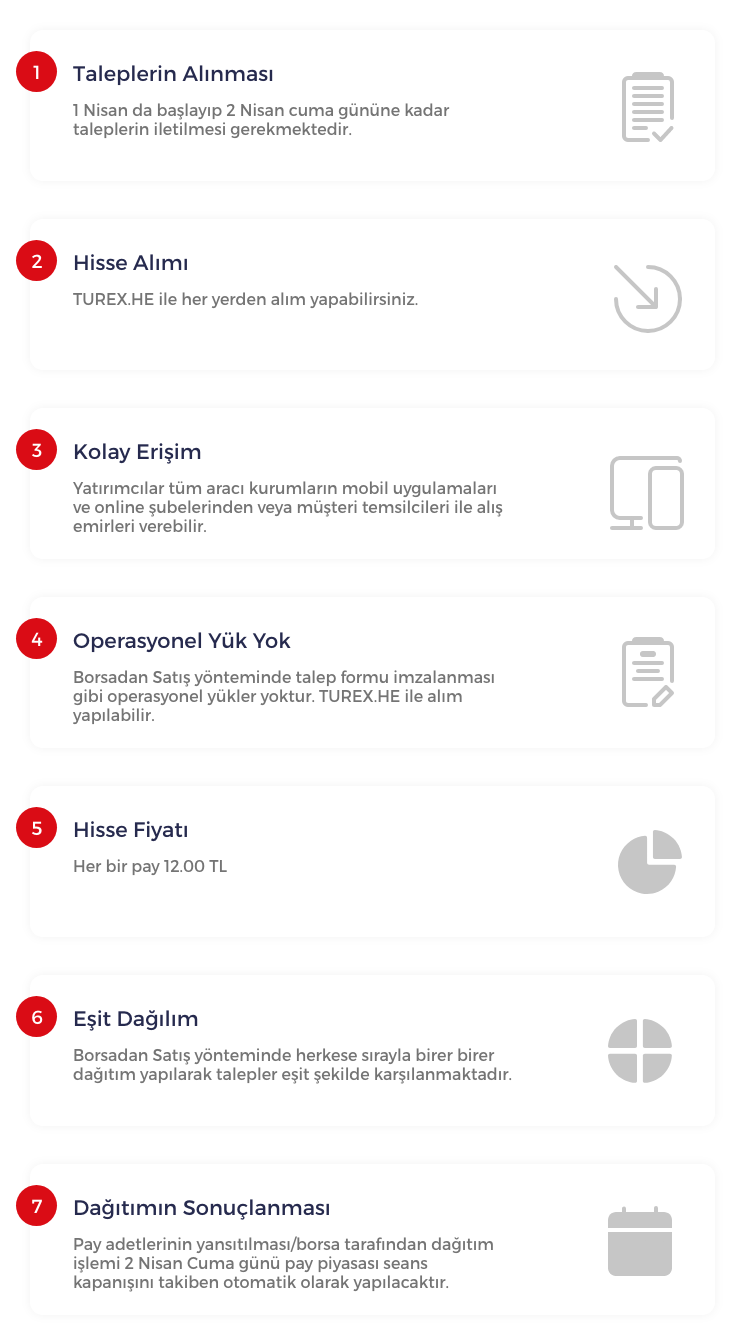 1
Taleplerin Alınması
1 Nisan da başlayıp 2 Nisan cuma gününe kadar
taleplerin iletilmesi gerekmektedir.
2
Hisse Alımı
TUREX.HE ile her yerden alım yapabilirsiniz.
3
Kolay Erişim
Yatırımcılar tüm aracı kurumların mobil uygulamaları
ve online şubelerinden veya müşteri temsilcileri ile alış
emirleri verebilir.
4
Operasyonel Yük Yok
Borsadan Satış yönteminde talep formu imzalanması
gibi operasyonel yükler yoktur. TUREX.HE ile alım
yapılabilir.
5
Hisse Fiyatı
Her bir pay 12.00 TL
6
Eşit Dağılım
Borsadan Satış yönteminde herkese sırayla birer birer
dağıtım yapılarak talepler eşit şekilde karşılanmaktadır.
7
Dağıtımın Sonuçlanması
Pay adetlerinin yansıtılması/borsa tarafından dağıtım
işlemi 2 Nisan Cuma günü pay piyasası seans
kapanışını takiben otomatik olarak yapılacaktır.